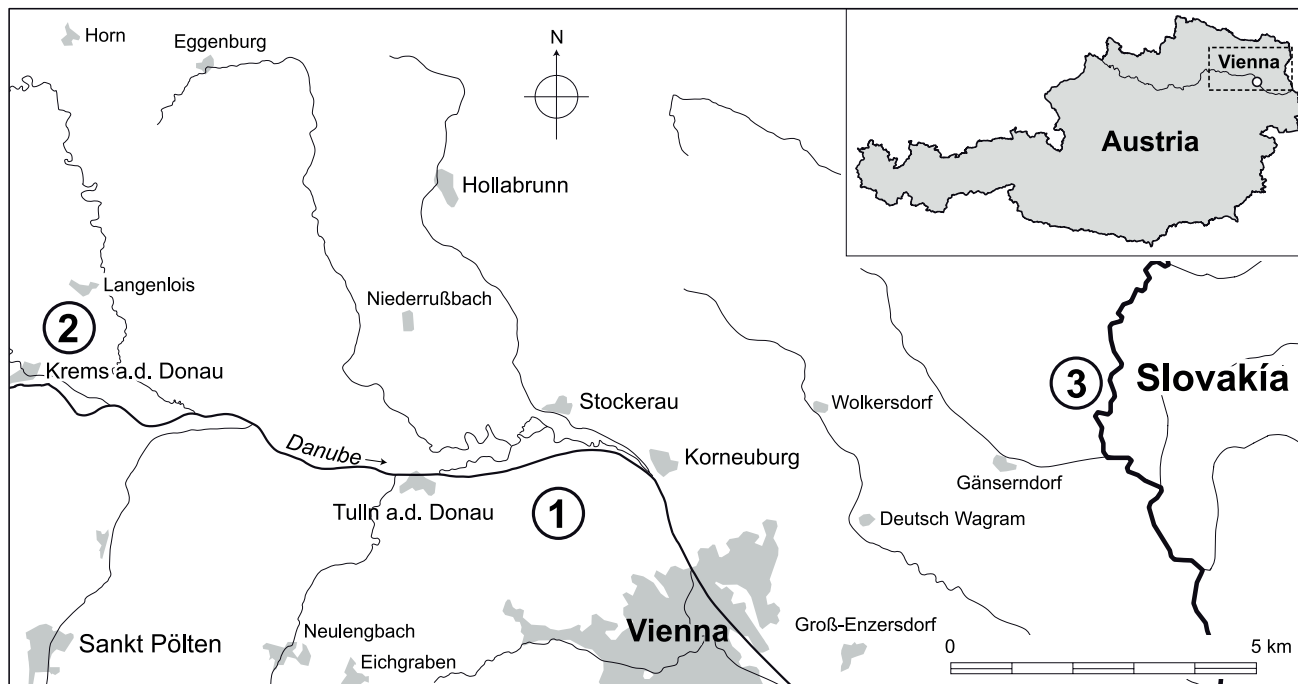 Horn
Eggenburg
N
Vienna
Austria
Hollabrunn
Langenlois
Niederrußbach
2
Krems a.d. Donau
3
Slovakía
Stockerau
Wolkersdorf
Danube →
Korneuburg
Gänserndorf
Tulln a.d. Donau
1
Deutsch Wagram
Sankt Pölten
Neulengbach
Eichgraben
Vienna
Groß-Enzersdorf
0 5 km